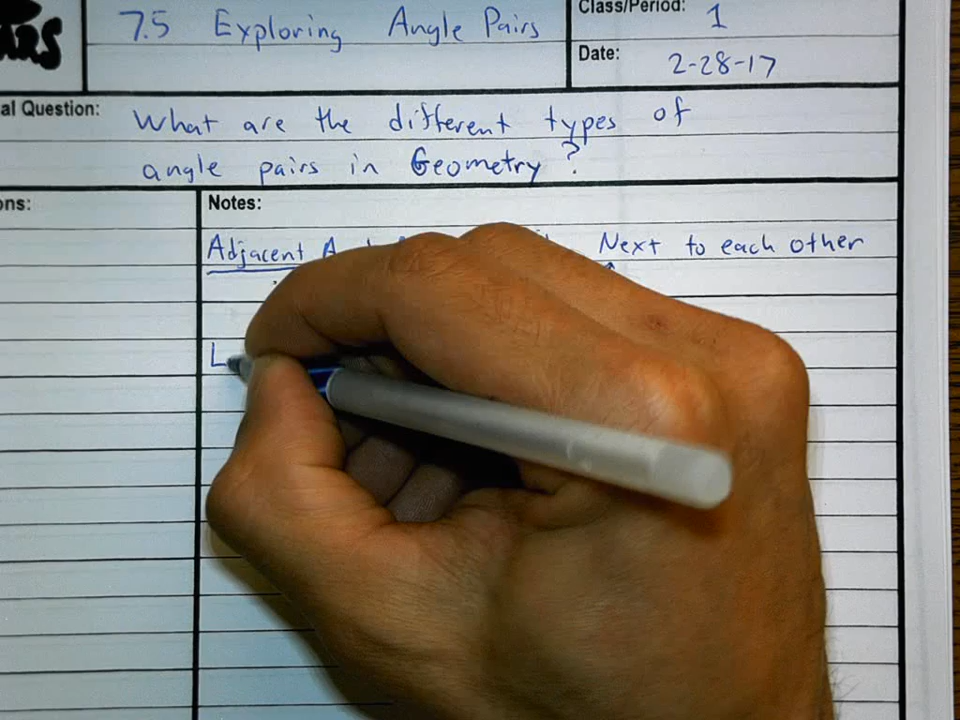 7.5 Exploring Angle Pairs
Class/Period: 1
Date: 2-28-17
al Question: What are the different types of
angle pairs in Geometry?
ons:
Notes:
Adjacent A Next to each other
L